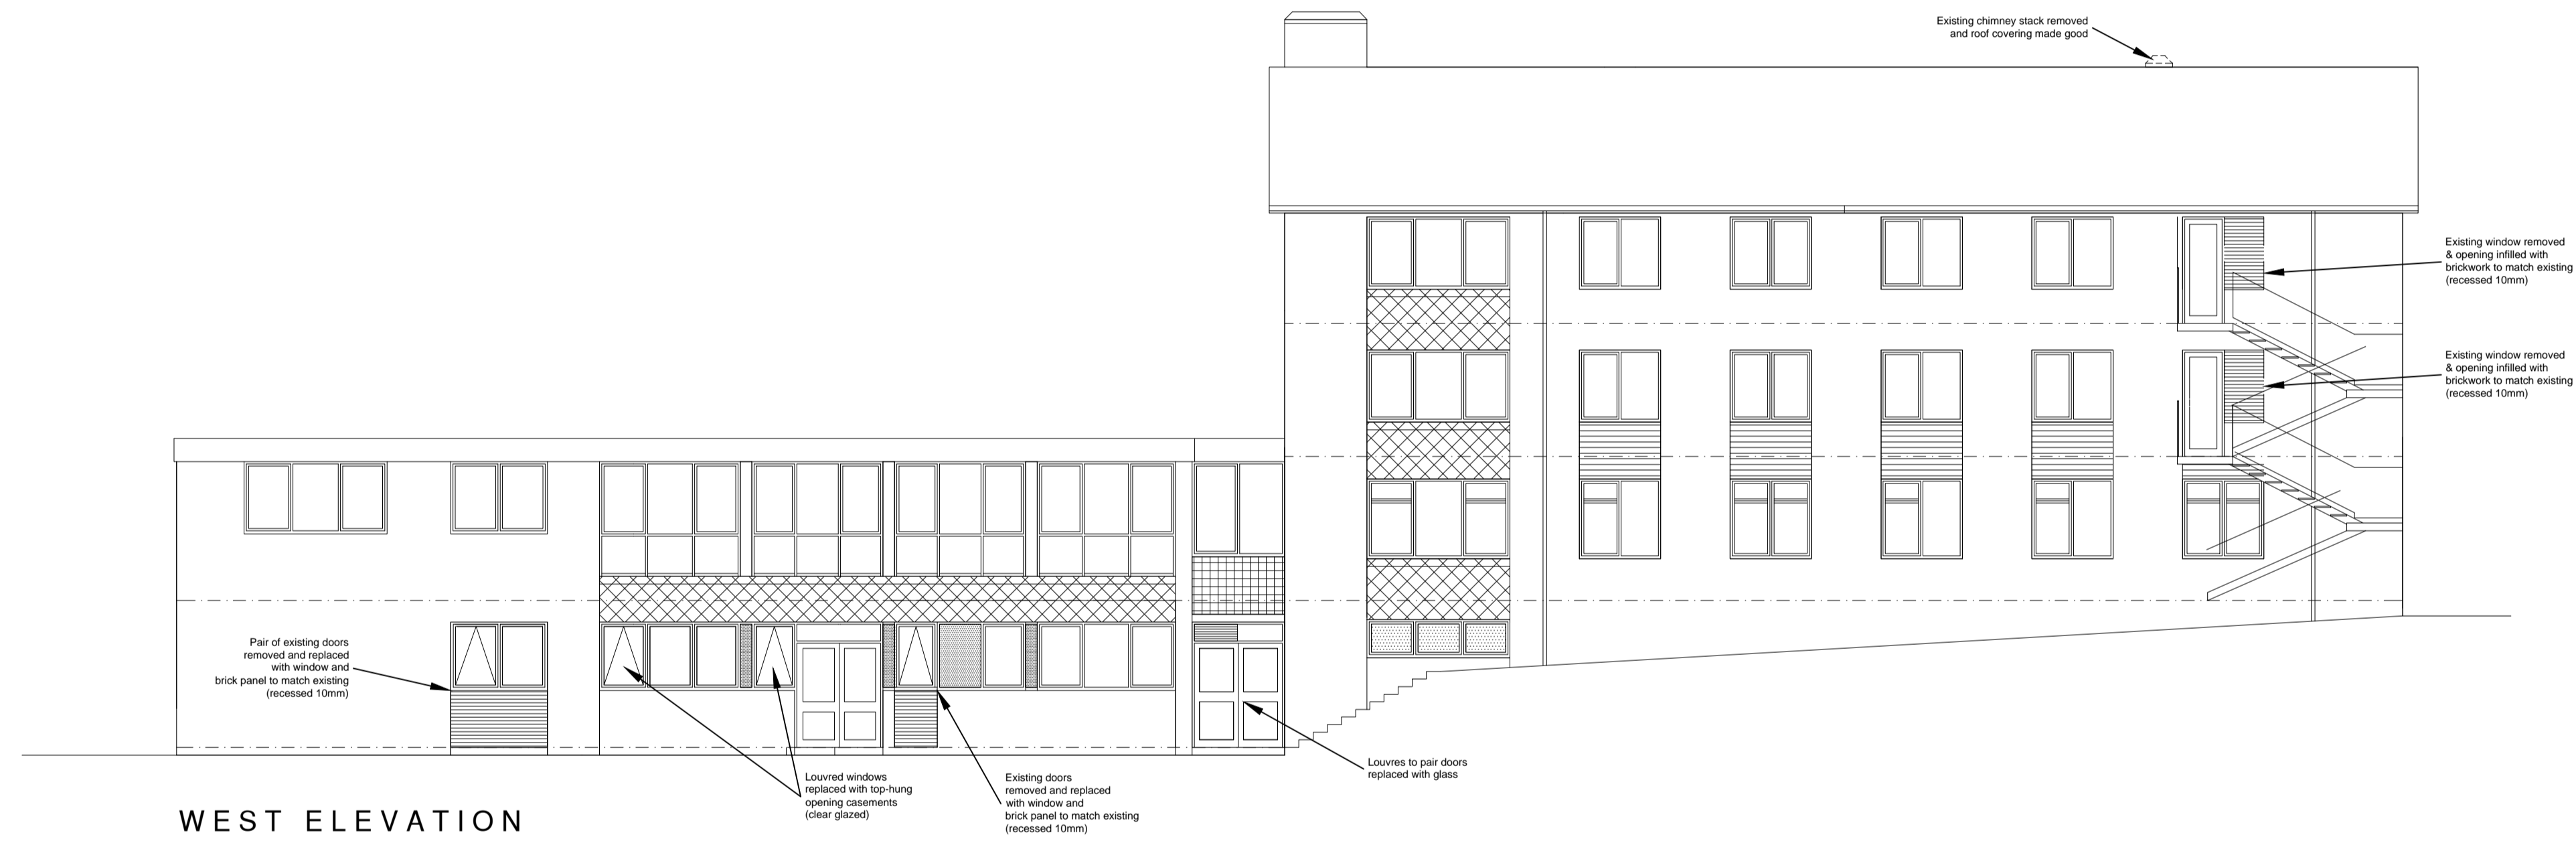 Existing chimney stack removed
and roof covering made good
Existing window removed
& opening infilled with
brickwork to match existing
(recessed 10mm)
Existing window removed
& opening infilled with
brickwork to match existing
(recessed 10mm)
Pair of existing doors
removed and replaced
with window and
brick panel to match existing
(recessed 10mm)
Louvred windows
replaced with top-hung
opening casements
(clear glazed)
Existing doors
removed and replaced
with window and
brick panel to match existing
(recessed 10mm)
Louvres to pair doors
replaced with glass
WEST ELEVATION